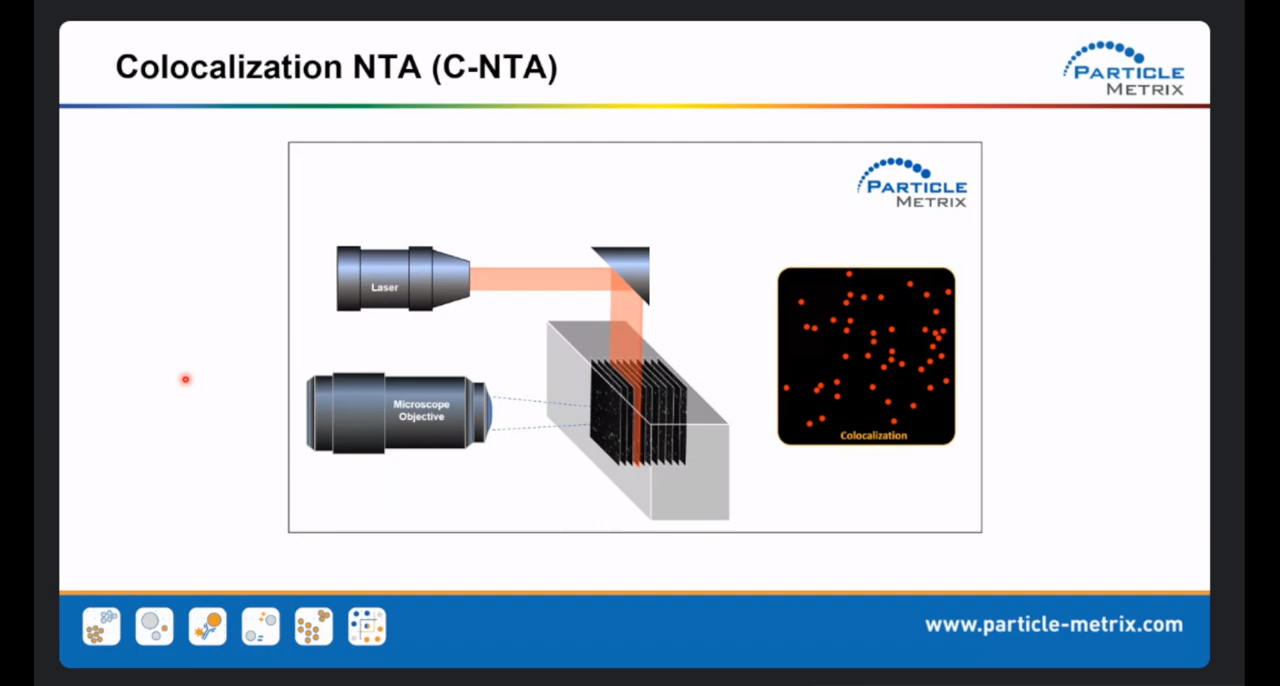 Colocalization NTA (C-NTA)
PARTICLE
METRIX
PARTICLE
METRIX
Laser
Microscope
Objective
Colocalization
www.particle-metrix.com